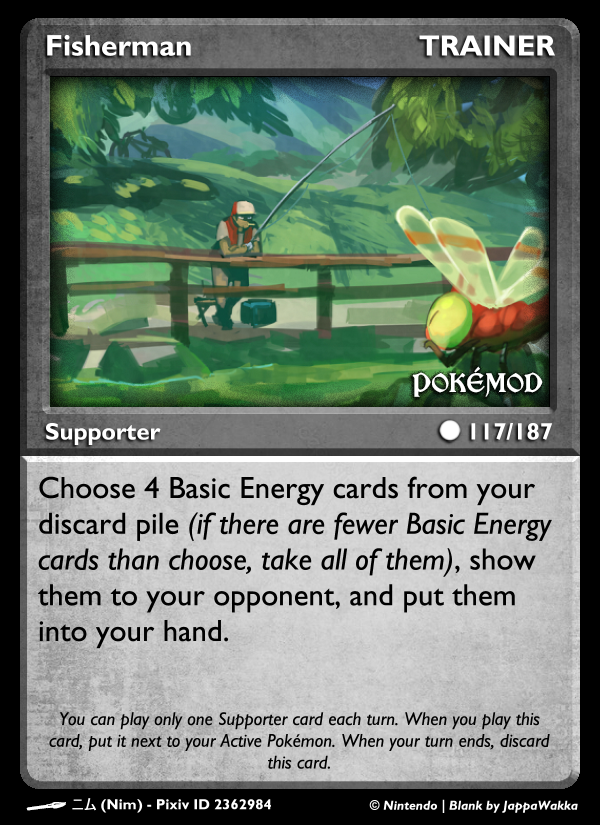 Fisherman TRAINER
POKÉMOD
Supporter 117/187
Choose 4 Basic Energy cards from your
discard pile (if there are fewer Basic Energy
cards than choose, take all of them), show
them to your opponent, and put them
into your hand.
You can play only one Supporter card each turn. When you play this
card, put it next to your Active Pokémon. When your turn ends, discard
this card.
ニム (Nim) - Pixiv ID 2362984 © Nintendo | Blank by JappaWakka